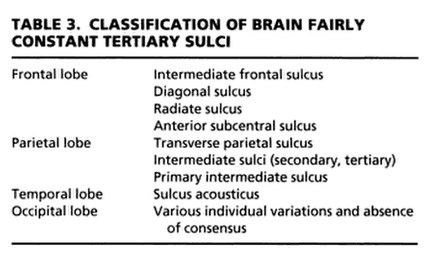 TABLE 3. CLASSIFICATION OF BRAIN FAIRLY
CONSTANT TERTIARY SULCI
Frontal lobe Intermediate frontal sulcus
Diagonal sulcus
Radiate sulcus
Anterior subcentral sulcus
Parietal lobe Transverse parietal sulcus
Intermediate sulci (secondary, tertiary)
Primary intermediate sulcus
Temporal lobe Sulcus acousticus
Occipital lobe Various individual variations and absence
of consensus